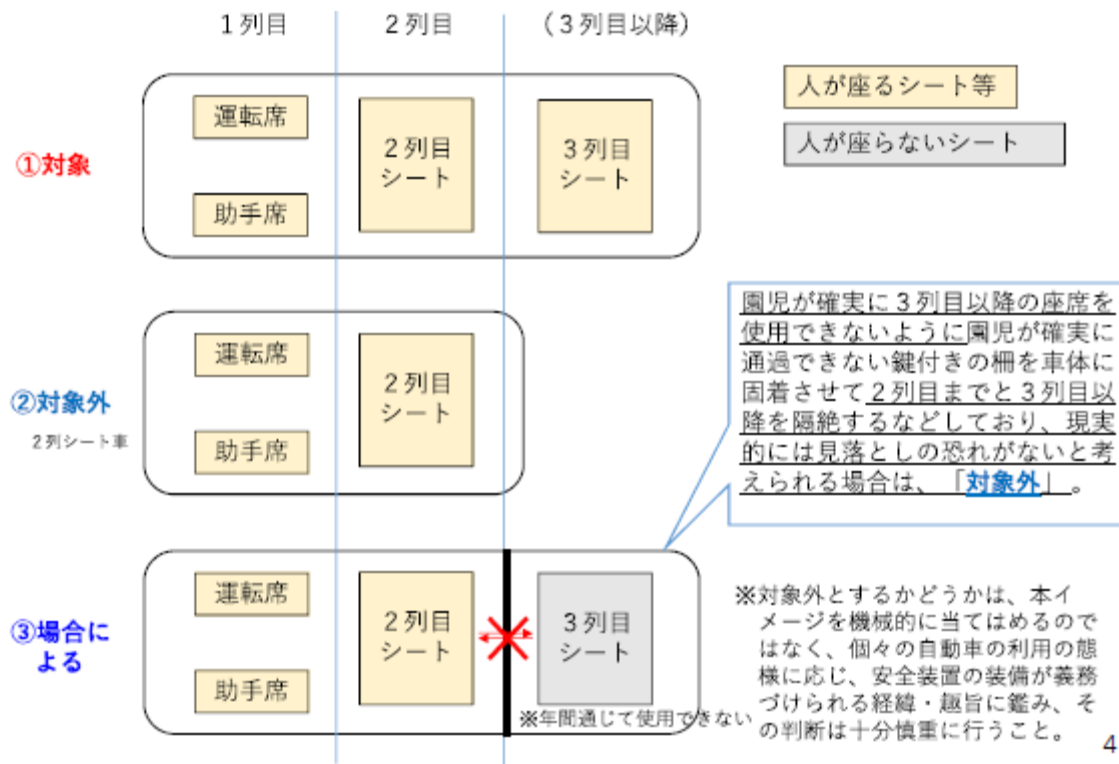 1列目
2列目
(3列目以降)
人が座るシート等
人が座らないシート
①対象
運転席
助手席
2列目
シート
3列目
シート
②対象外
2列シート車
運転席
助手席
2列目
シート
園児が確実に3列目以降の座席を
使用できないように園児が確実に
通過できない鍵付きの柵を車体に
固着させて2列目までと3列目以
降を隔絶するなどしており、現実
的には見落としの恐れがないと考
えられる場合は、「対象外」。
③場合に
よる
運転席
助手席
2列目
シート
3列目
シート
※年間通じて使用できない
※対象外とするかどうかは、本イ
メージを機械的に当てはめるので
はなく、個々の自動車の利用の態
様に応じ、安全装置の装備が義務
づけられる経緯・趣旨に鑑み、そ
の判断は十分慎重に行うこと。
4